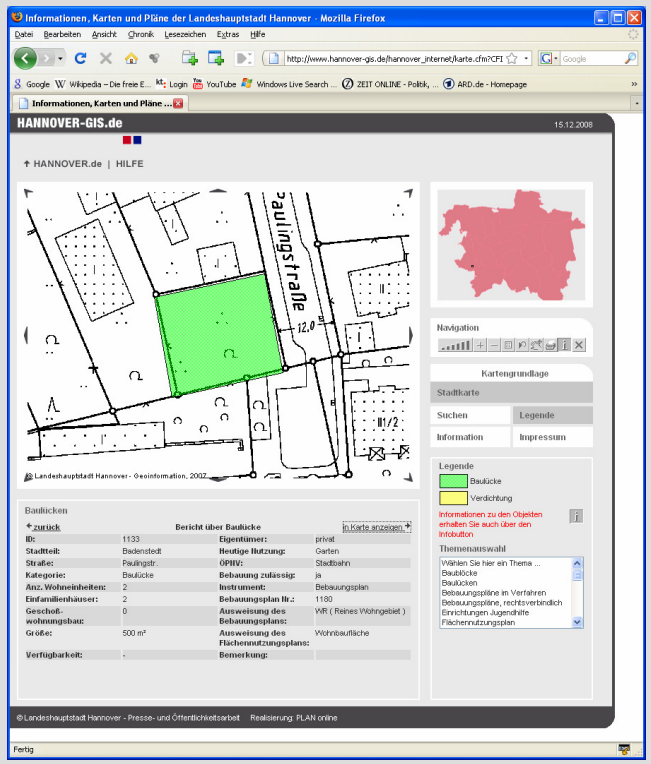 Informationen, Karten und Pläne der Landeshauptstadt Hannover - Mozilla Firefox
Datei Bearbeiten Ansicht Chronik Lesezeichen Extras Hilfe
http://www.hannover-gis.de/hannover_internet/karte.cfm?CFI
Google
Google Wikipedia – Die freie E... Login YouTube Windows Live Search ... ZEIT ONLINE - Politik, ... ARD.de - Homepage
Informationen, Karten und Pläne ...
HANNOVER-GIS.de
15.12.2008
HANNOVER.de | HILFE
Paulingstraße
12,0
II
I
I
I
II1/2
© Landeshauptstadt Hannover - Geoinformation, 2007
Navigation
Kartengrundlage
Stadtkarte
Suchen Legende
Information Impressum
Legende
Baulücke
Verdichtung
Informationen zu den Objekten
erhalten Sie auch über den
Infobutton
Themenauswahl
Wählen Sie hier ein Thema ...
Baublöcke
Baulücken
Bebauungspläne im Verfahren
Bebauungspläne, rechtsverbindlich
Einrichtungen Jugendhilfe
Flächennutzungsplan
Baulücken
zurück Bericht über Baulücke in Karte anzeigen
ID: 1133 Eigentümer: privat
Stadtteil: Badenstedt Heutige Nutzung: Garten
Straße: Paulingstr. ÖPNV: Stadtbahn
Kategorie: Baulücke Bebauung zulässig: ja
Anz. Wohneinheiten: 2 Instrument: Bebauungsplan
Einfamilienhäuser: 2 Bebauungsplan Nr.: 1180
Geschoß-
wohnungsbau: 0 Ausweisung des
Bebauungsplans: WR ( Reines Wohngebiet )
Größe: 500 m² Ausweisung des
Flächennutzungsplans: Wohnbaufläche
Verfügbarkeit: - Bemerkung:
© Landeshauptstadt Hannover - Presse- und Öffentlichkeitsarbeit Realisierung: PLAN online
Fertig